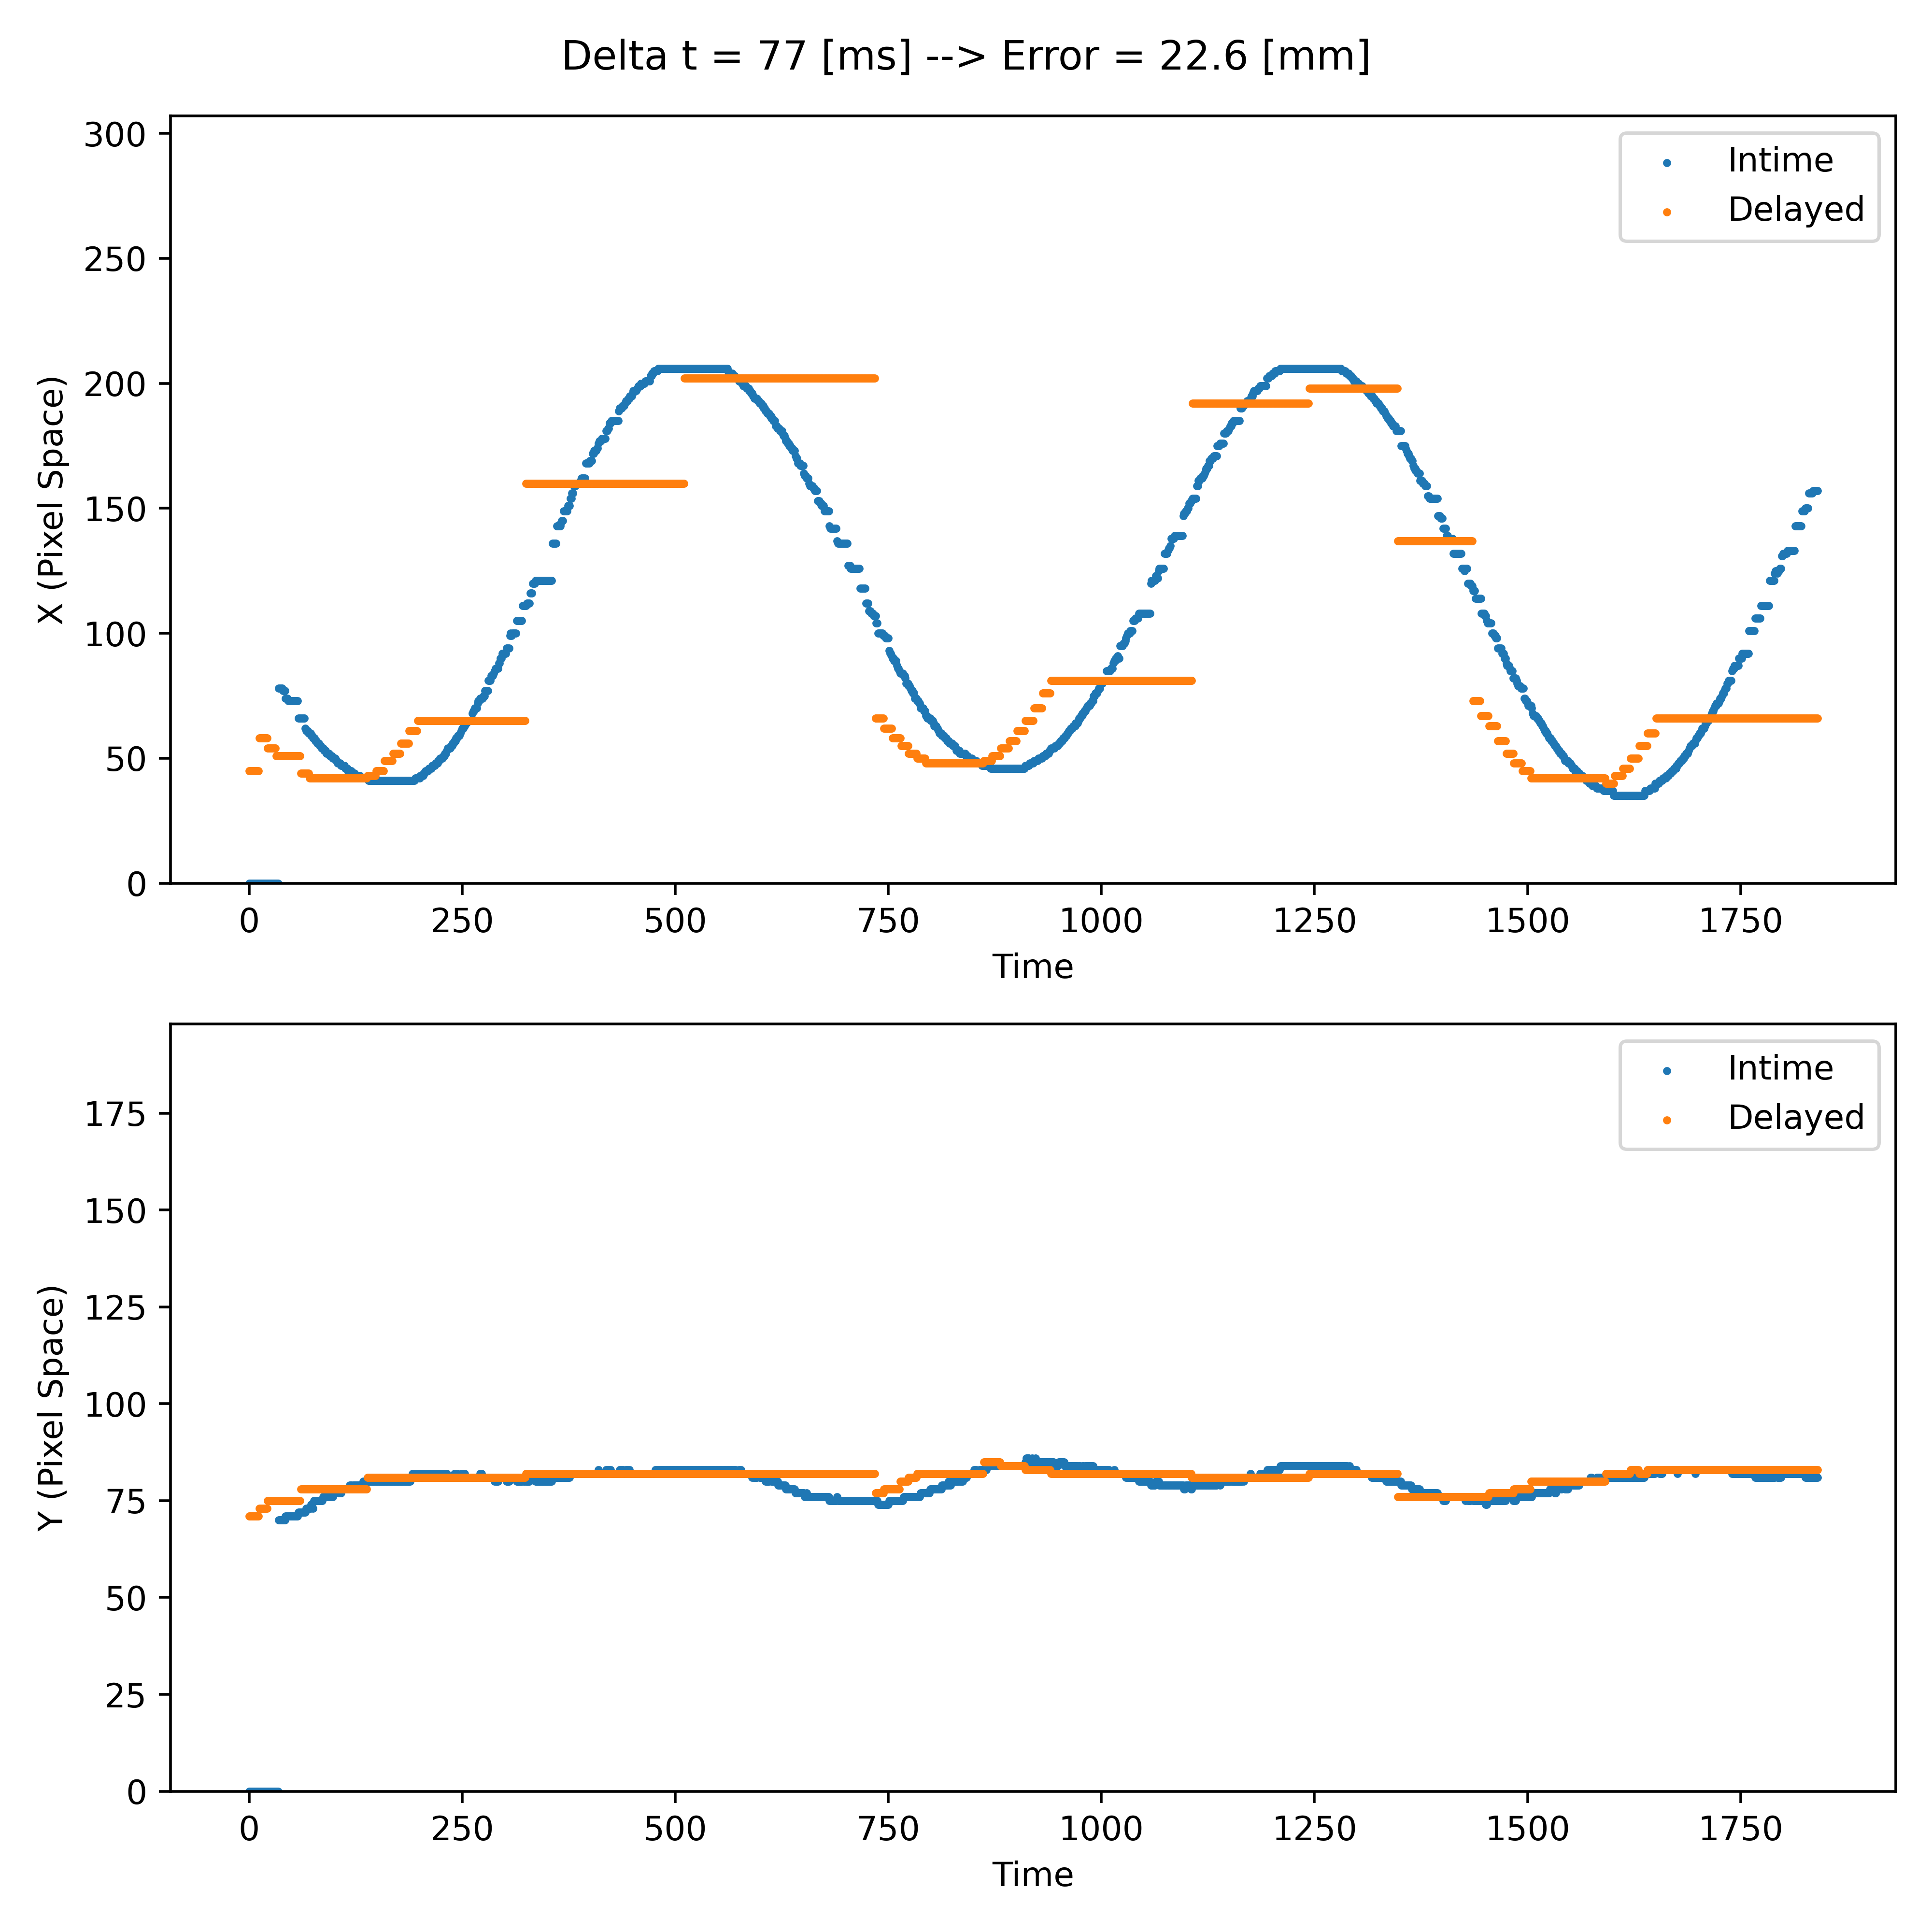 Delta t = 77 [ms] --> Error = 22.6 [mm]
300
250
200
150
100
50
0
X (Pixel Space)
Intime
Delayed
0 250 500 750 1000 1250 1500 1750
Time
175
150
125
100
75
50
25
0
Y (Pixel Space)
Intime
Delayed
0 250 500 750 1000 1250 1500 1750
Time